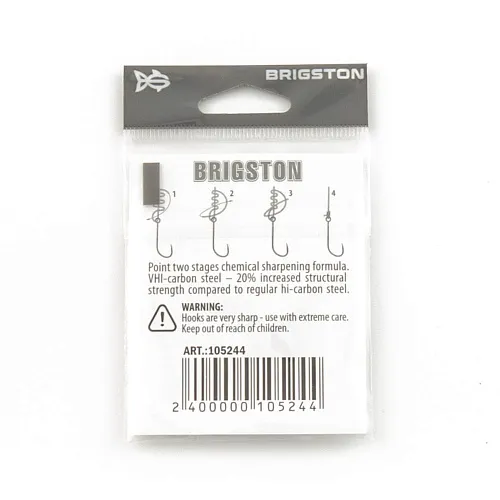 BRIGSTON
BRIGSTON
1 2 3 4
Point two stages chemical sharpening formula.
VHI-carbon steel – 20% increased structural
strength compared to regular hi-carbon steel.
WARNING:
Hooks are very sharp - use with extreme care.
Keep out of reach of children.
ART.:105244
2 400000 105244